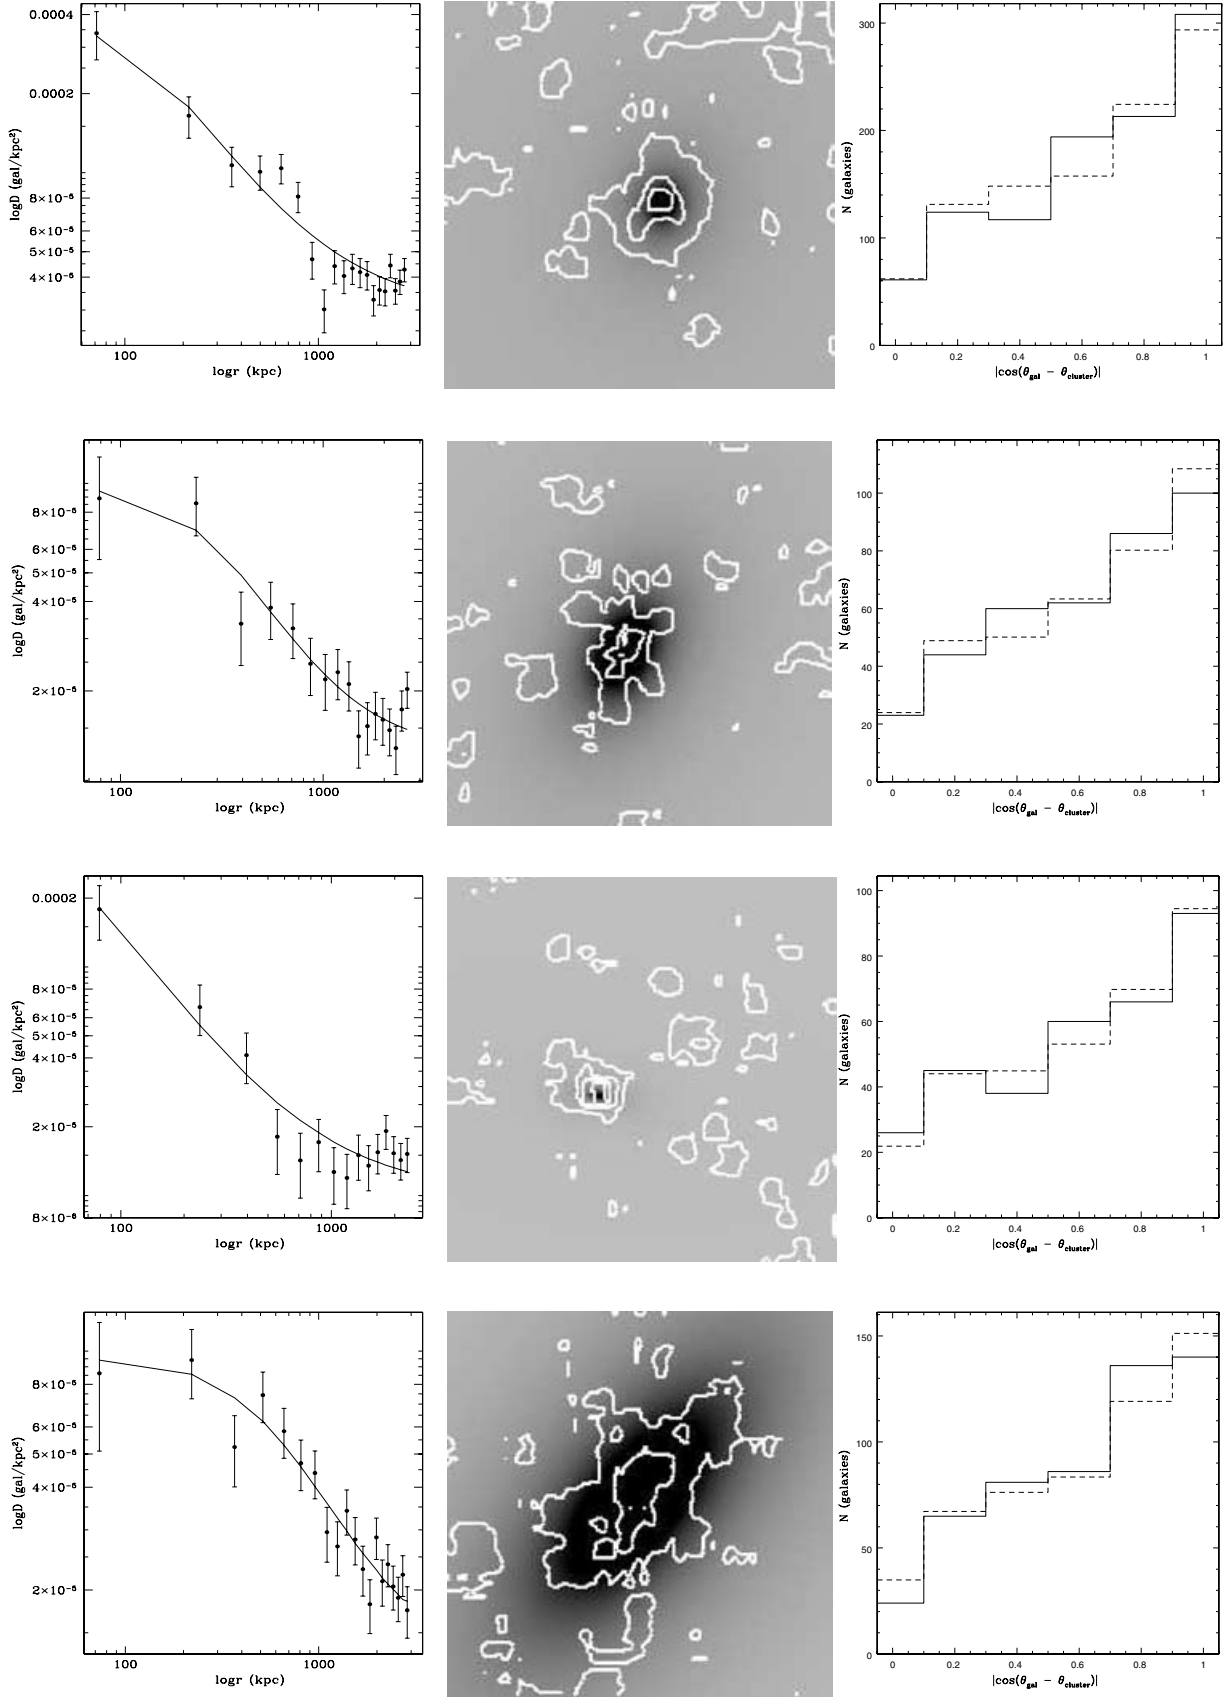 0.0004
0.0002
8×10⁻⁵
5×10⁻⁵
4×10⁻⁵
logD (gal/kpc²)
100 1000
logr (kpc)
300
200
100
0
N (galaxies)
0 0.2 0.4 0.6 0.8 1
|cos(θgal − θcluster)|
8×10⁻⁵
6×10⁻⁵
5×10⁻⁵
4×10⁻⁵
2×10⁻⁵
logD (gal/kpc²)
100 1000
logr (kpc)
100
80
60
40
20
0
N (galaxies)
0 0.2 0.4 0.6 0.8 1
|cos(θgal − θcluster)|
0.0002
8×10⁻⁵
6×10⁻⁵
5×10⁻⁵
4×10⁻⁵
2×10⁻⁵
8×10⁻⁶
logD (gal/kpc²)
100 1000
logr (kpc)
100
80
60
40
20
0
N (galaxies)
0 0.2 0.4 0.6 0.8 1
|cos(θgal − θcluster)|
8×10⁻⁵
6×10⁻⁵
5×10⁻⁵
4×10⁻⁵
2×10⁻⁵
logD (gal/kpc²)
100 1000
logr (kpc)
150
100
50
0
N (galaxies)
0 0.2 0.4 0.6 0.8 1
|cos(θgal − θcluster)|